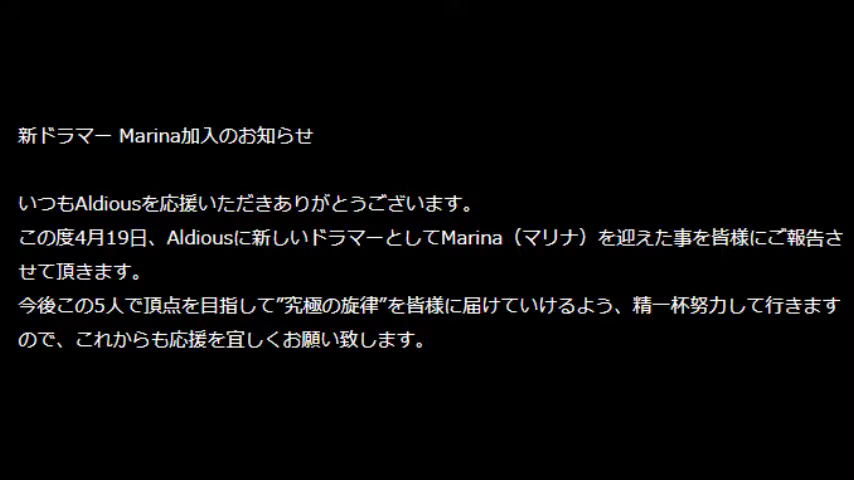 新ドラマー Marina加入のお知らせ
いつもAldiousを応援いただきありがとうございます。
この度4月19日、Aldiousに新しいドラマーとしてMarina（マリナ）を迎えた事を皆様にご報告さ
せて頂きます。
今後この5人で頂点を目指して”究極の旋律”を皆様に届けていけるよう、精一杯努力して行きます
ので、これからも応援を宜しくお願い致します。